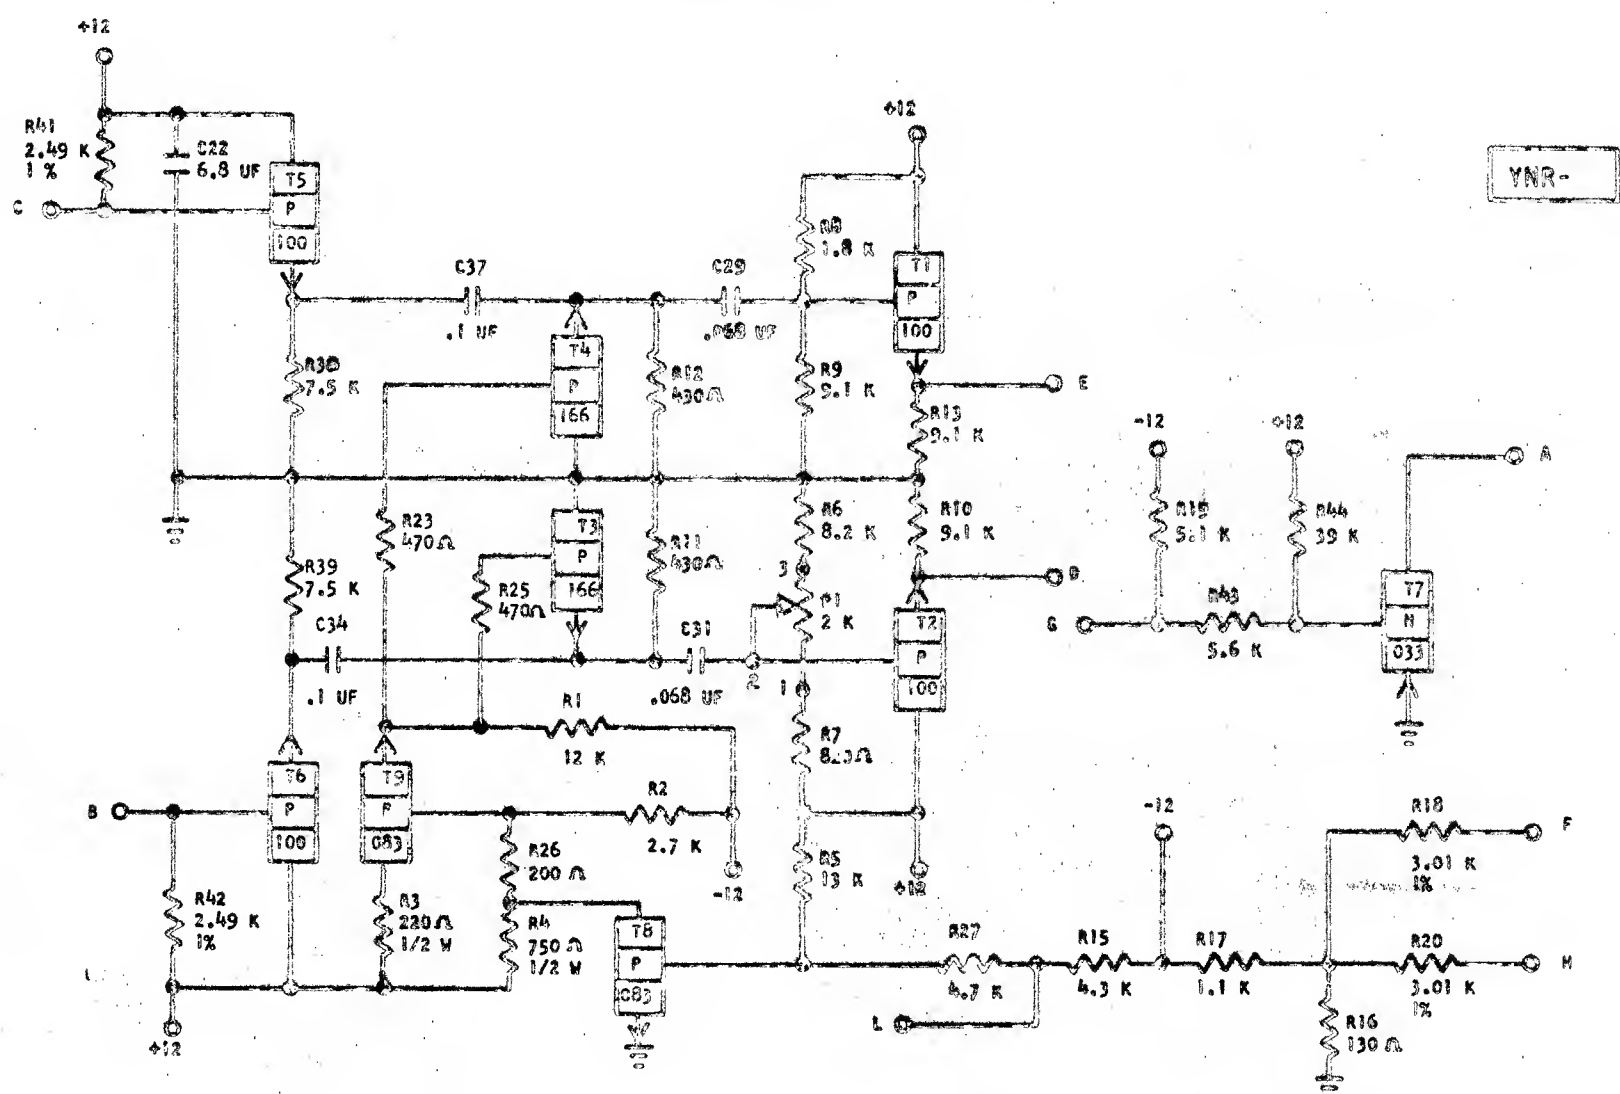 +12
R41
2.49 K
1 %
C22
6.8 UF
T5
P
100
C
+12
YNR-
R8
1.8 K
T1
P
100
C37
.1 UF
C29
.068 UF
T4
P
166
R38
7.5 K
R12
430Ω
R9
9.1 K
E
R13
9.1 K
-12
+12
A
R23
470Ω
T3
P
166
R11
430Ω
R6
8.2 K
R10
9.1 K
R19
5.1 K
R44
39 K
R39
7.5 K
R25
470Ω
3
P1
2 K
D
T7
N
033
C34
.1 UF
C31
.068 UF
2
1
T2
P
100
G
R43
5.6 K
R1
12 K
R7
T6
P
100
T9
P
083
B
R2
2.7 K
-12
R26
200 Ω
R5
13 K
+12
-12
R18
3.01 K
1%
F
R42
2.49 K
1%
R3
220Ω
1/2 W
R4
750 Ω
1/2 W
T8
P
083
R27
4.7 K
R15
4.3 K
R17
1.1 K
R20
3.01 K
1%
M
L
R16
130 Ω
+12